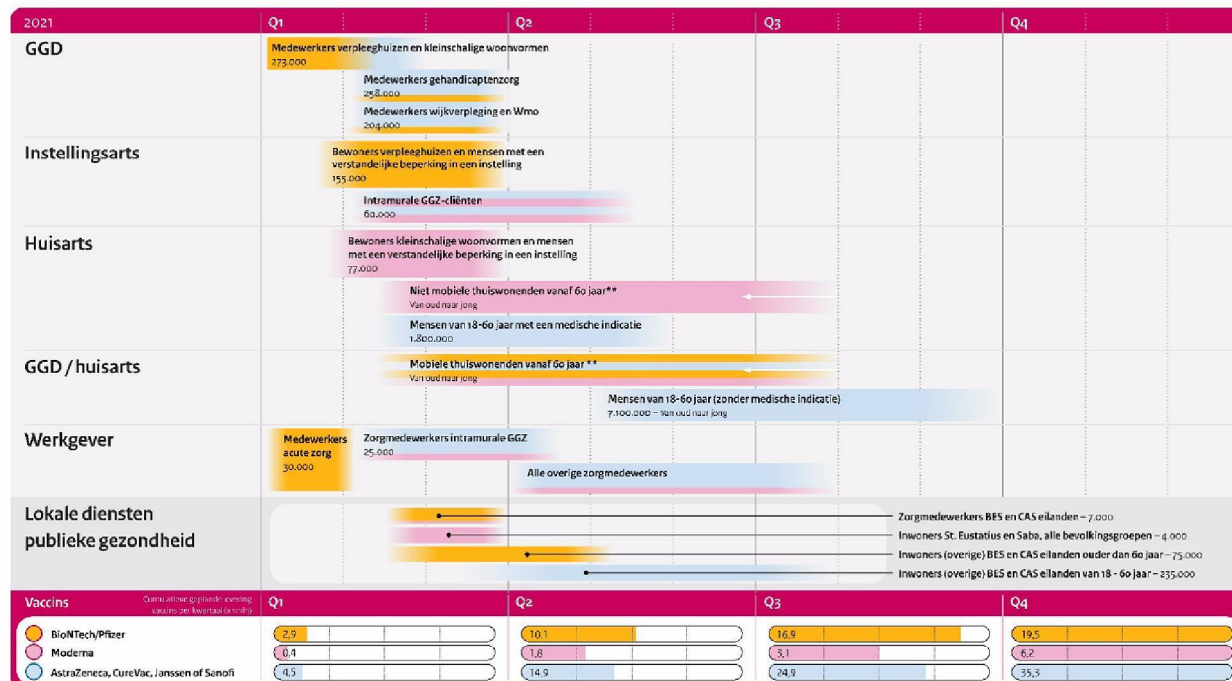 2021 Q1 Q2 Q3 Q4
GGD
Medewerkers verpleeghuizen en kleinschalige woonvormen
273.000
Medewerkers gehandicaptenzorg
258.000
Medewerkers wijkverpleging en Wmo
204.000
Instellingsarts
Bewoners verpleeghuizen en mensen met een
verstandelijke beperking in een instelling
155.000
Intramurale GGZ-cliënten
60.000
Huisarts
Bewoners kleinschalige woonvormen en mensen
met een verstandelijke beperking in een instelling
77.000
Niet mobiele thuiswonenden vanaf 60 jaar**
Van oud naar jong
Mensen van 18-60 jaar met een medische indicatie
1.800.000
GGD / huisarts
Mobiele thuiswonenden vanaf 60 jaar **
Van oud naar jong
Mensen van 18-60 jaar (zonder medische indicatie)
7.100.000 – Van oud naar jong
Werkgever
Medewerkers
acute zorg
30.000
Zorgmedewerkers intramurale GGZ
25.000
Alle overige zorgmedewerkers
Lokale diensten
publieke gezondheid
Zorgmedewerkers BES en CAS eilanden – 7.000
Inwoners St. Eustatius en Saba, alle bevolkingsgroepen – 4.000
Inwoners (overige) BES en CAS eilanden ouder dan 60 jaar – 75.000
Inwoners (overige) BES en CAS eilanden van 18 - 60 jaar – 235.000
Vaccins
Cumulatieve geplande levering
vaccins per kwartaal (x mln)
Q1 Q2 Q3 Q4
BioNTech/Pfizer 2,9 10,1 16,9 19,5
Moderna 0,4 1,8 3,1 6,2
AstraZeneca, CureVac, Janssen of Sanofi 4,5 14,9 24,9 35,3